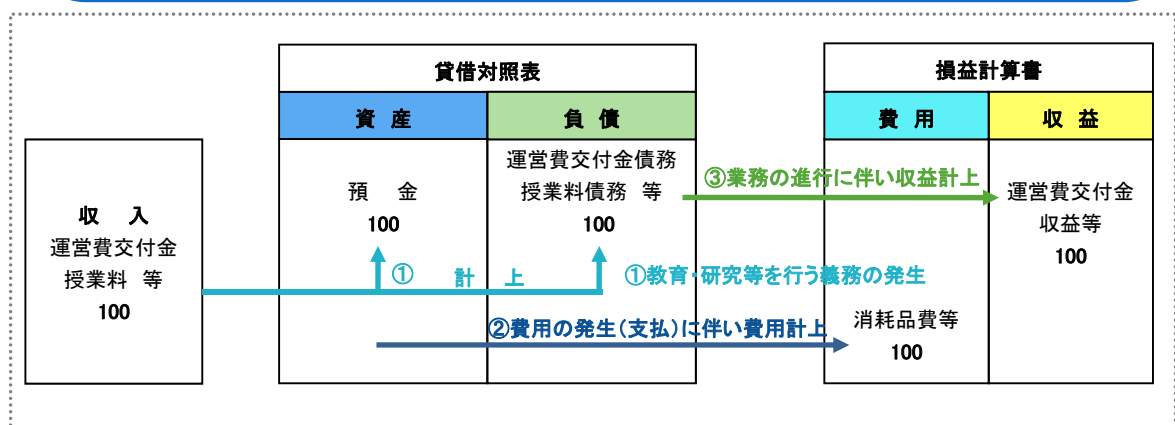 貸借対照表
損益計算書
資 産
負 債
費 用
収 益
収 入
運営費交付金
授業料 等
100
預 金
100
運営費交付金債務
授業料債務 等
100
①
計 上
①教育・研究等を行う義務の発生
②費用の発生(支払)に伴い費用計上
③業務の進行に伴い収益計上
消耗品費等
100
運営費交付金
収益等
100